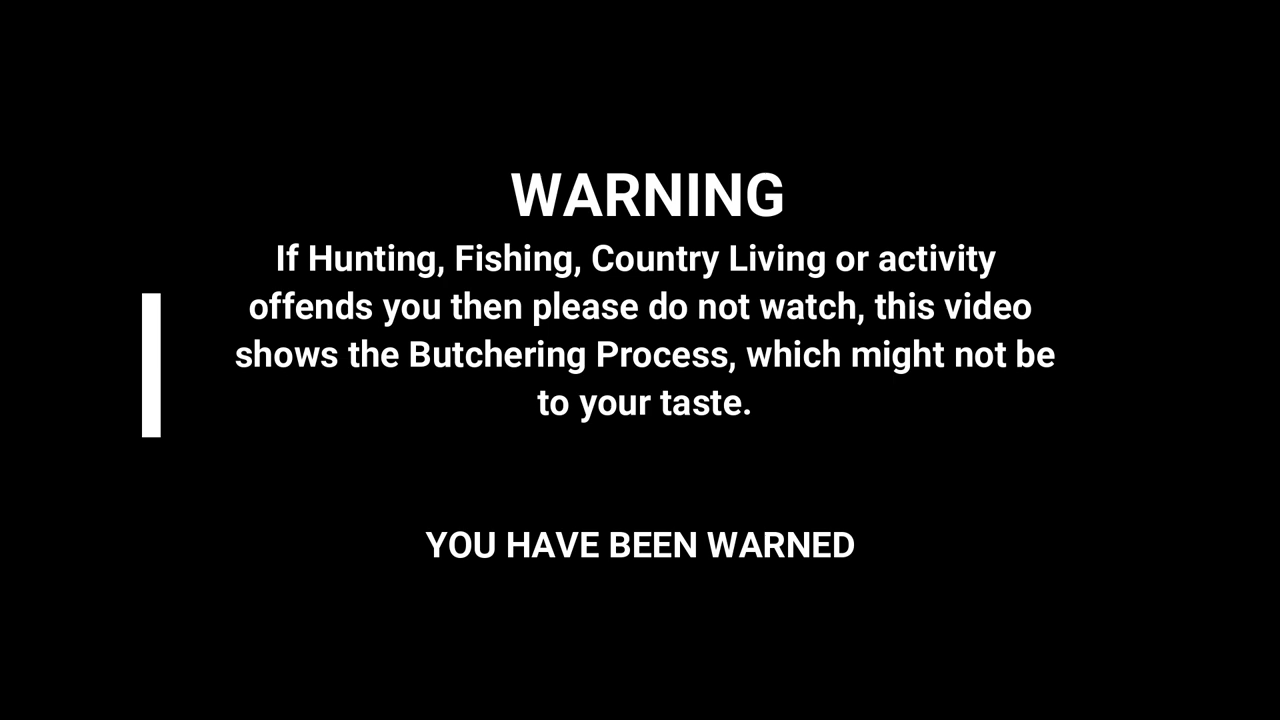 WARNING
If Hunting, Fishing, Country Living or activity
offends you then please do not watch, this video
shows the Butchering Process, which might not be
to your taste.
YOU HAVE BEEN WARNED